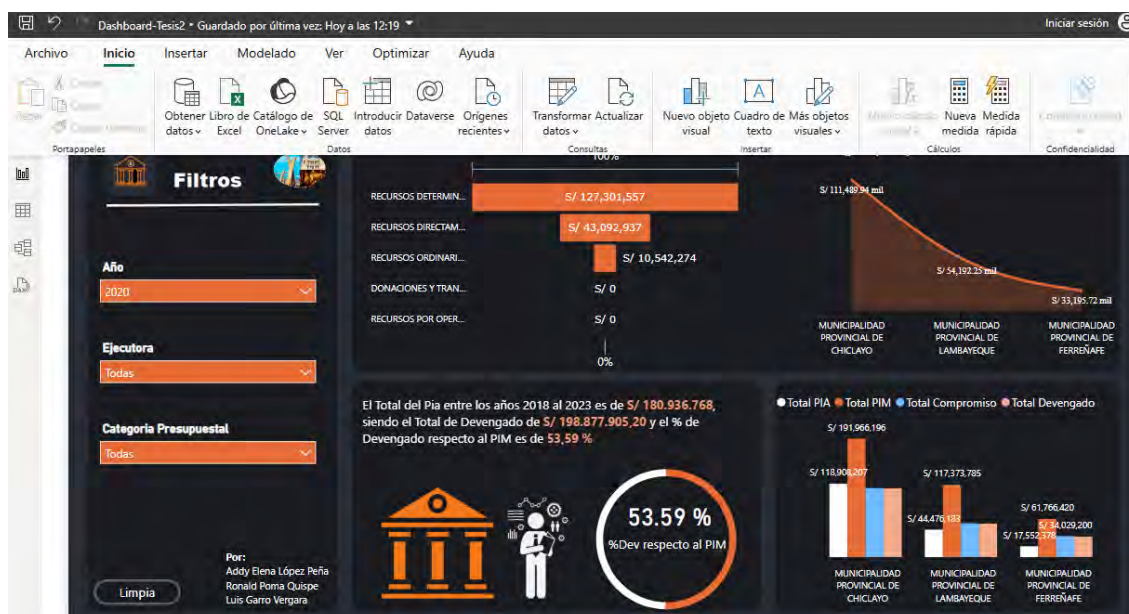 Dashboard-Tesis2 • Guardado por última vez: Hoy a las 12:19
Iniciar sesión
Archivo Inicio Insertar Modelado Ver Optimizar Ayuda
Obtener datos
Libro de Excel
Catálogo de OneLake
SQL Server
Introducir datos
Dataverse
Orígenes recientes
Transformar datos
Actualizar
Nuevo objeto visual
Cuadro de texto
Más objetos visuales
Nueva medida
Medida rápida
Portapapeles
Datos
Consultas
Insertar
Cálculos
Confidencialidad
Filtros
Año
2020
Ejecutora
Todas
Categoria Presupuestal
Todas
Por:
Addy Elena López Peña
Ronald Poma Quispe
Luis Garro Vergara
Limpia
100%
RECURSOS DETERMIN... S/ 127,301,557
RECURSOS DIRECTAM... S/ 43,092,937
RECURSOS ORDINARI... S/ 10,542,274
DONACIONES Y TRAN... S/ 0
RECURSOS POR OPER... S/ 0
0%
S/ 111,489.94 mil
S/ 54,192.25 mil
S/ 33,195.72 mil
MUNICIPALIDAD PROVINCIAL DE CHICLAYO
MUNICIPALIDAD PROVINCIAL DE LAMBAYEQUE
MUNICIPALIDAD PROVINCIAL DE FERREÑAFE
El Total del Pia entre los años 2018 al 2023 es de S/ 180.936.768,
siendo el Total de Devengado de S/ 198.877.905,20 y el % de
Devengado respecto al PIM es de 53,59 %
53.59 %
%Dev respecto al PIM
Total PIA Total PIM Total Compromiso Total Devengado
S/ 191,966,196
S/ 118,908,207
S/ 117,373,785
S/ 44,476,183
S/ 61,766,420
S/ 34,029,200
S/ 17,552,378
MUNICIPALIDAD PROVINCIAL DE CHICLAYO
MUNICIPALIDAD PROVINCIAL DE LAMBAYEQUE
MUNICIPALIDAD PROVINCIAL DE FERREÑAFE